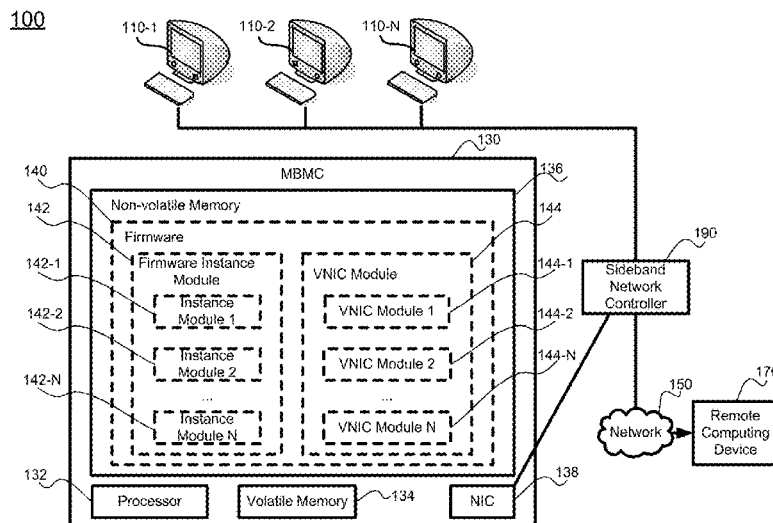 100
110-1
110-2
110-N
130
MBMC
140
136
Non-volatile Memory
142
144
Firmware
190
Firmware Instance
Module
VNIC Module
142-1
144-1
Sideband
Network
Controller
Instance
Module 1
VNIC Module 1
142-2
144-2
Instance
Module 2
VNIC Module 2
142-N
144-N
150
...
...
Instance
Module N
VNIC Module N
Network
Remote
Computing
Device
132
Processor
Volatile Memory
134
NIC
138